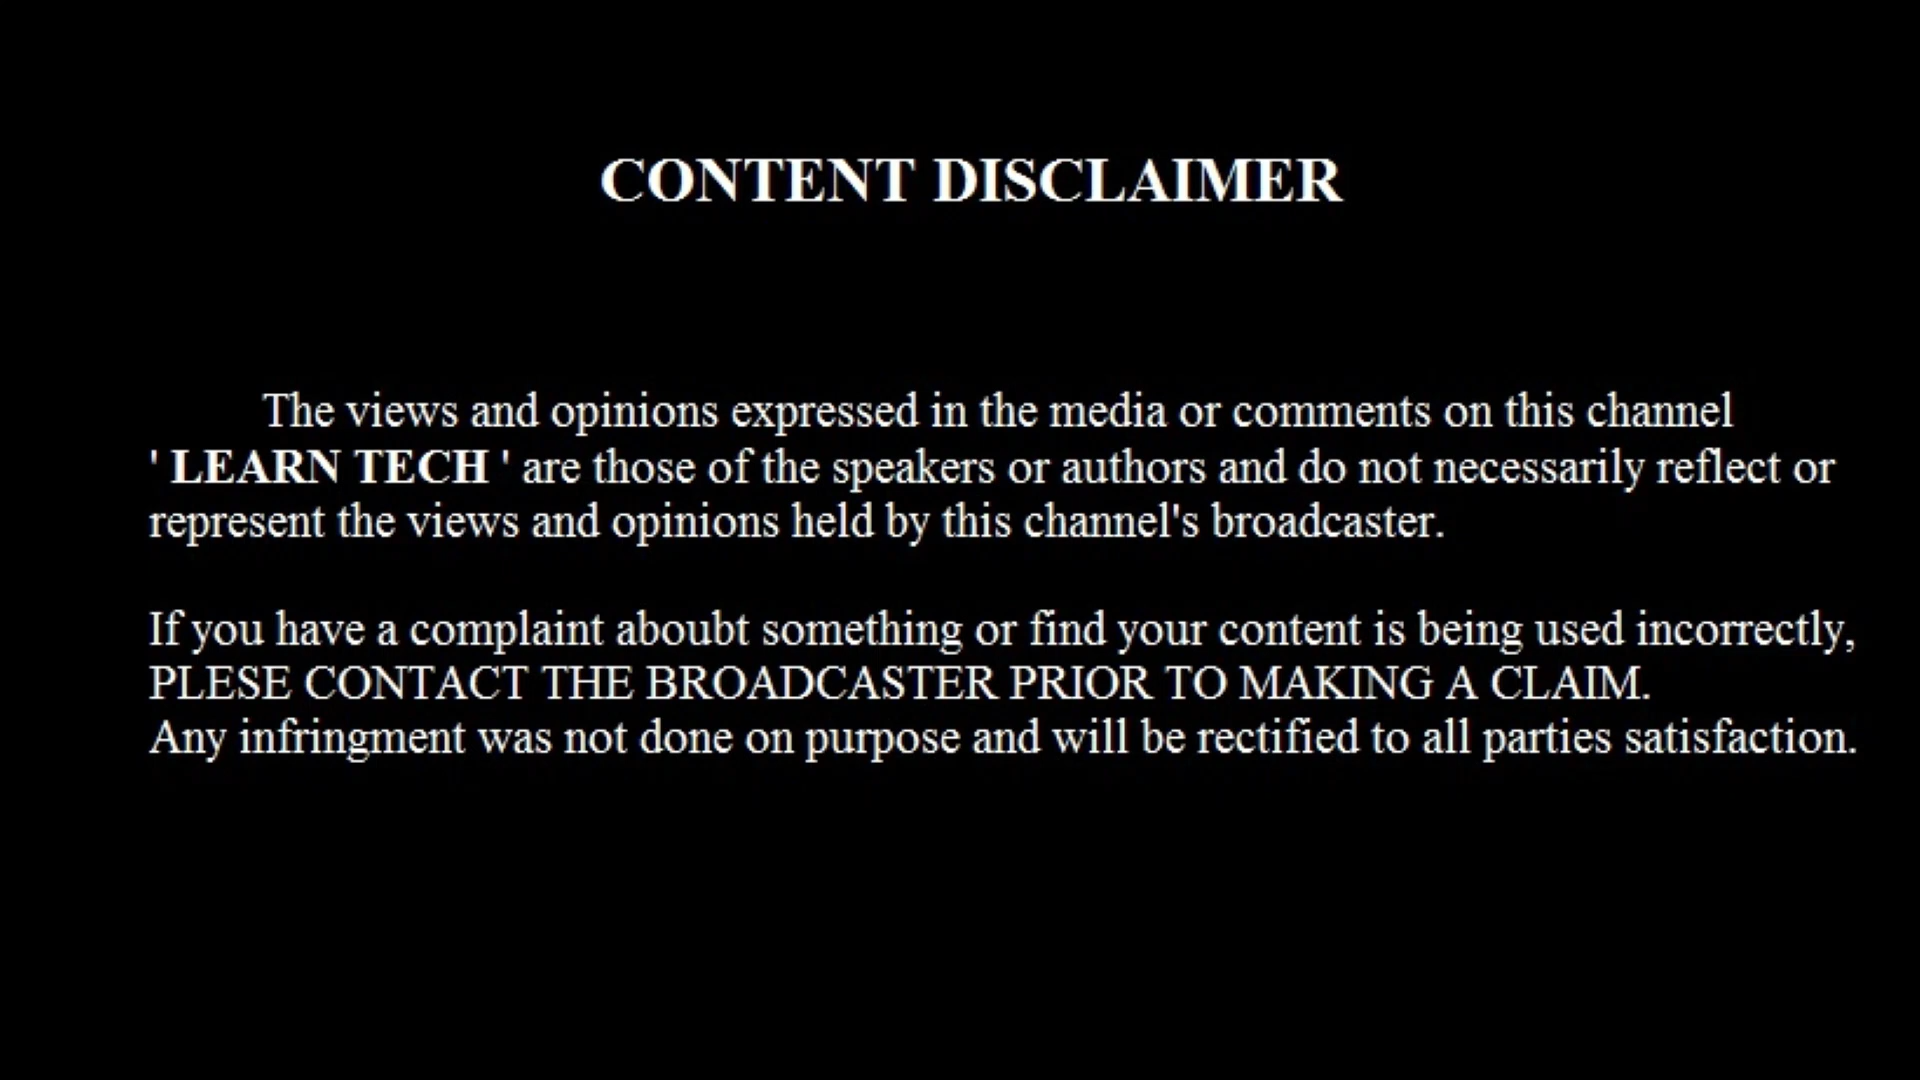 CONTENT DISCLAIMER
The views and opinions expressed in the media or comments on this channel
' LEARN TECH ' are those of the speakers or authors and do not necessarily reflect or
represent the views and opinions held by this channel's broadcaster.
If you have a complaint aboubt something or find your content is being used incorrectly,
PLESE CONTACT THE BROADCASTER PRIOR TO MAKING A CLAIM.
Any infringment was not done on purpose and will be rectified to all parties satisfaction.